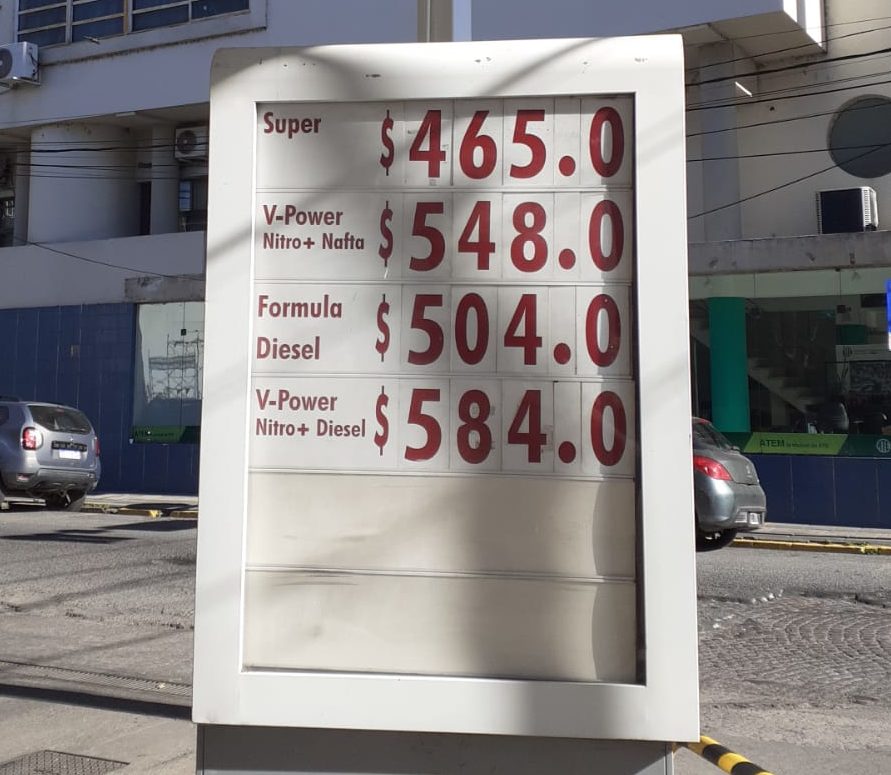 Super $465.0
V-Power
Nitro+ Nafta $548.0
Formula
Diesel $504.0
V-Power
Nitro+ Diesel $584.0
ATEM